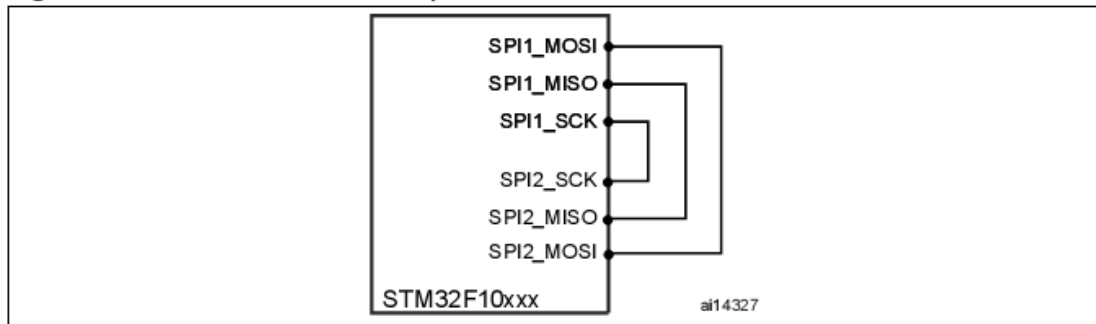 SPI1_MOSI
SPI1_MISO
SPI1_SCK
SPI2_SCK
SPI2_MISO
SPI2_MOSI
STM32F10xxx
ai14327